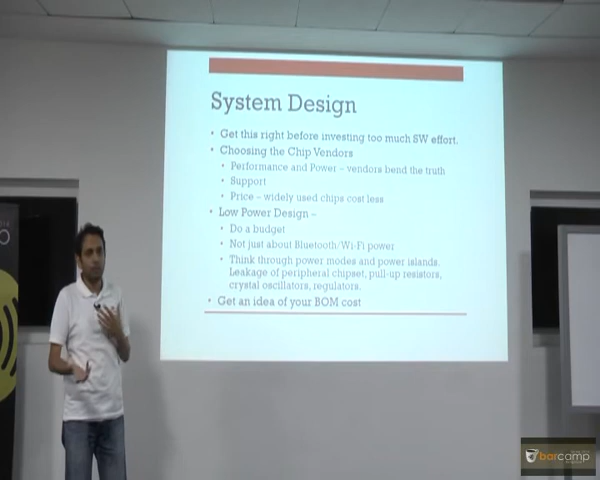 System Design
• Get this right before investing too much SW effort.
• Choosing the Chip Vendors
• Performance and Power – vendors bend the truth
• Support
• Price – widely used chips cost less
• Low Power Design –
• Do a budget
• Not just about Bluetooth/Wi-Fi power
• Think through power modes and power islands.
Leakage of peripheral chipset, pull-up resistors,
crystal oscillators, regulators.
• Get an idea of your BOM cost
barcamp